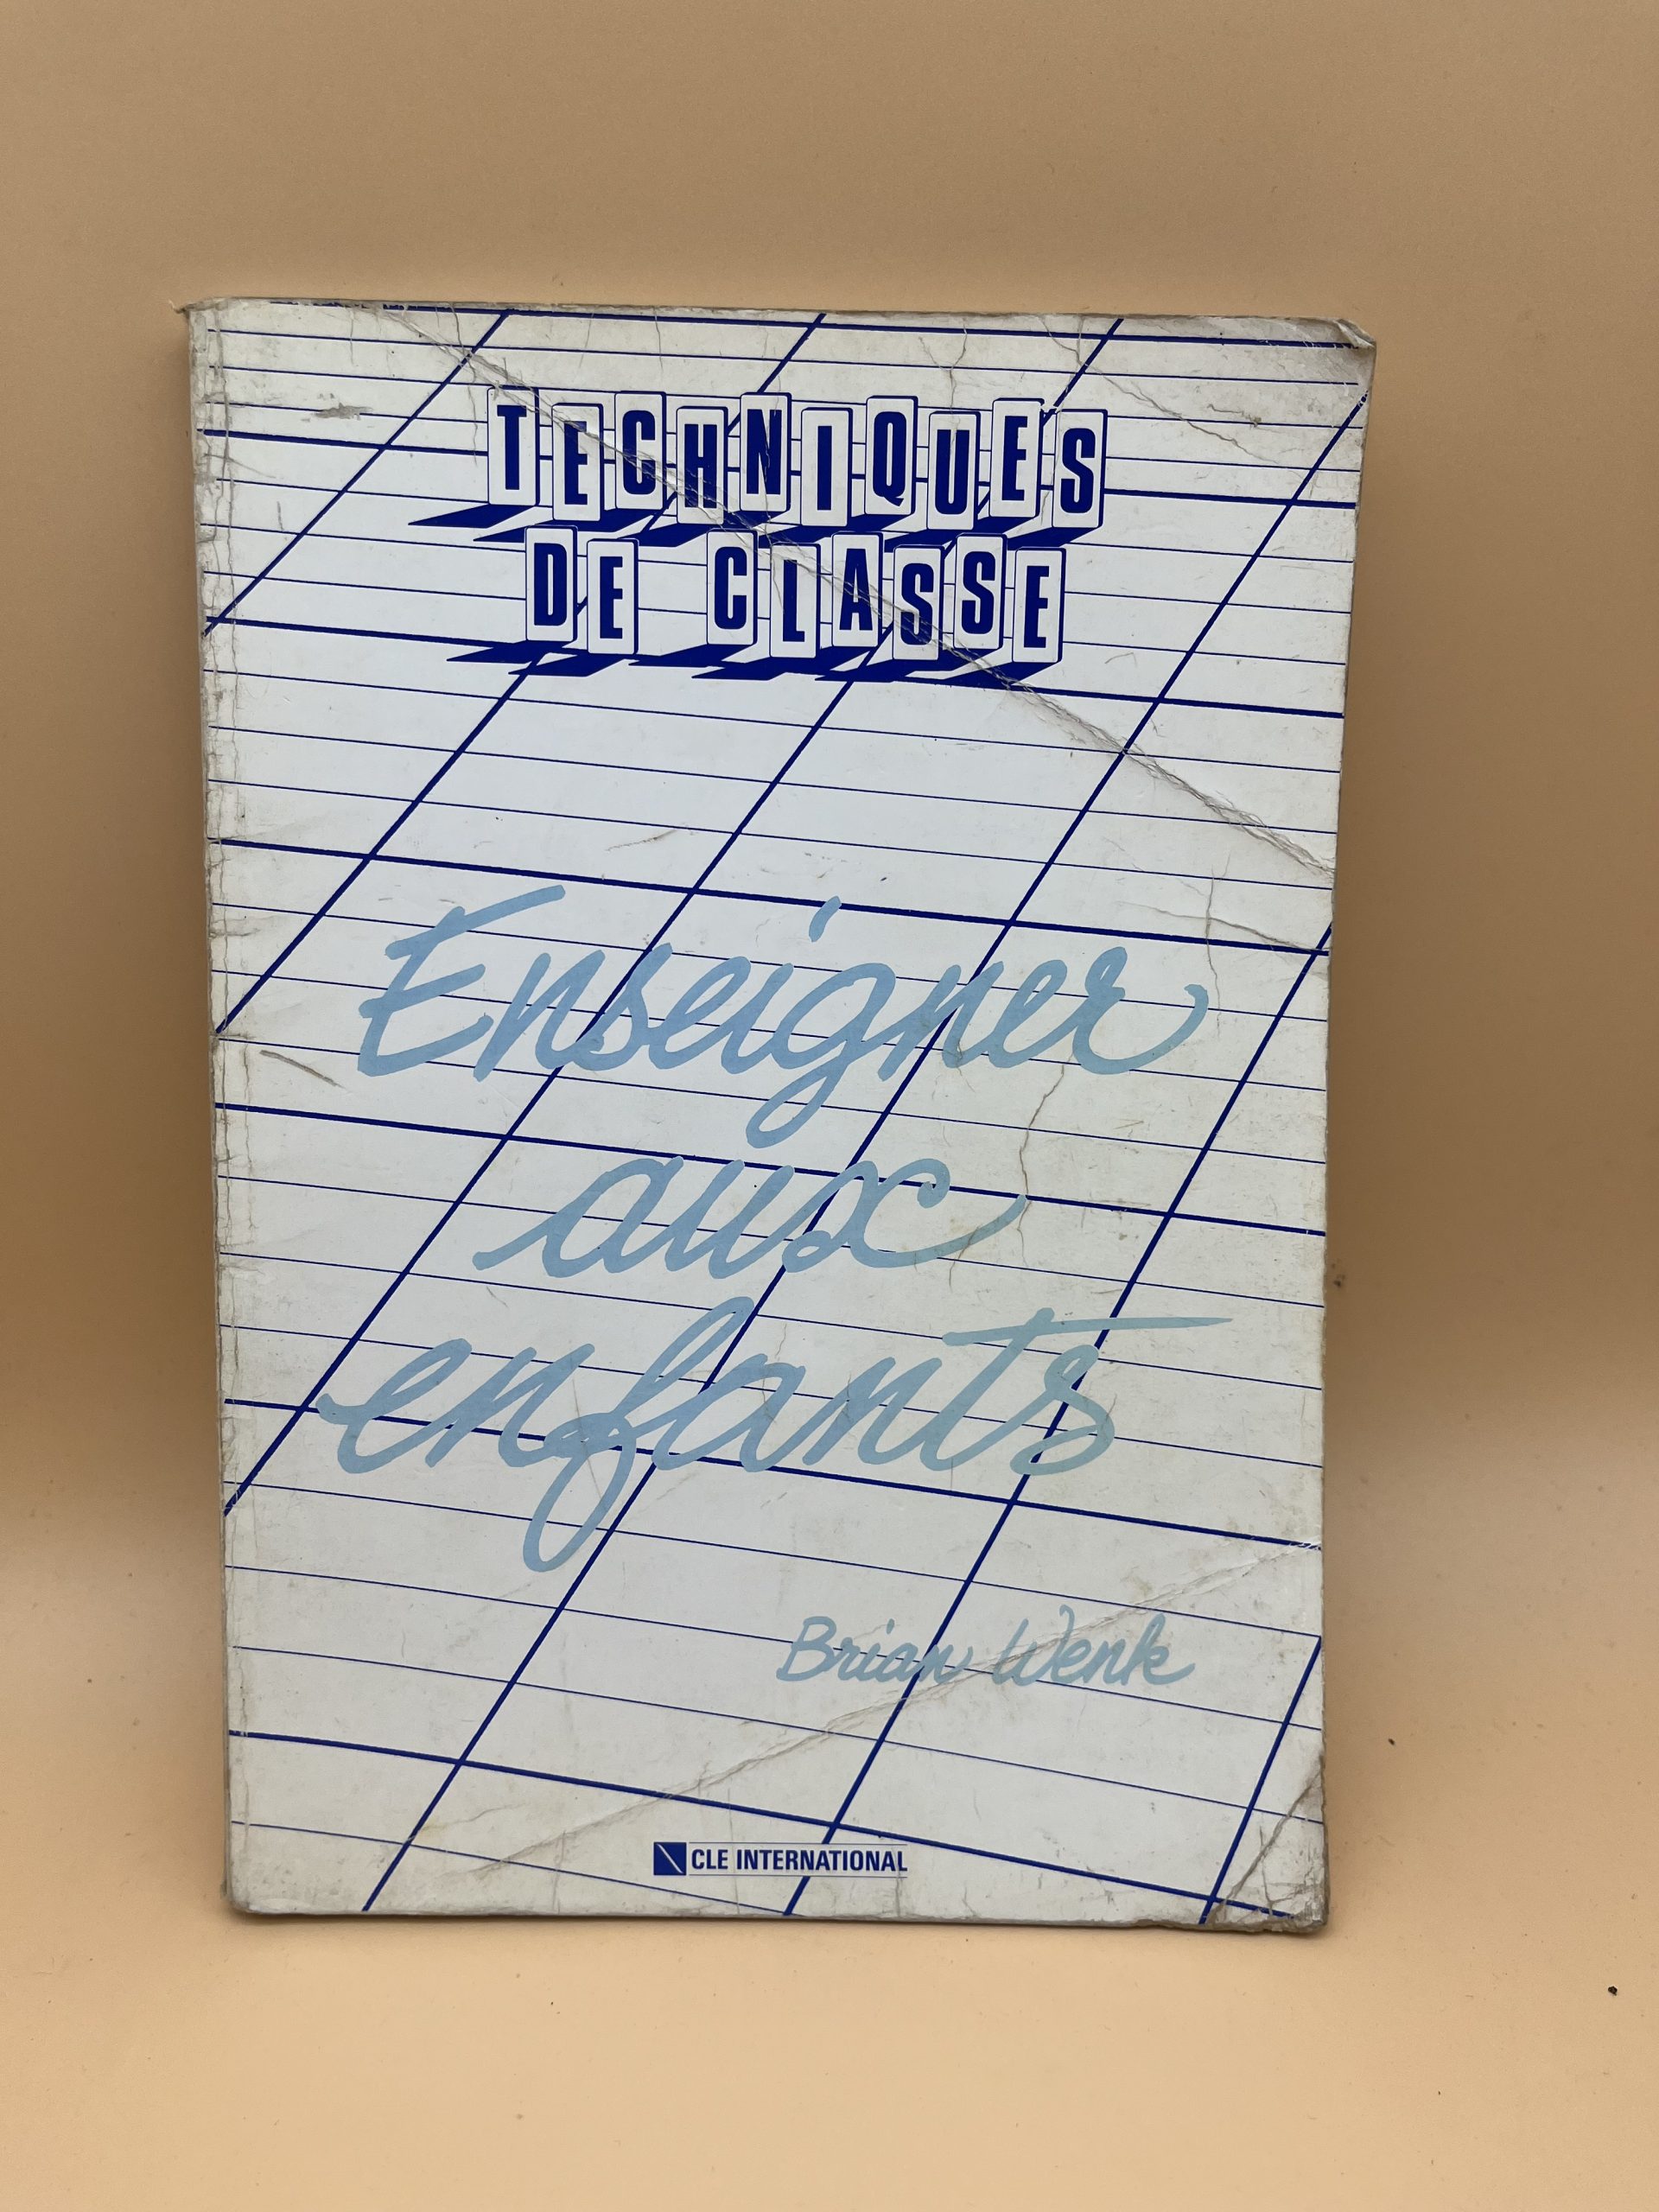 TECHNIQUES
DE CLASSE
Enseigner
aux
enfants
Brian Wenk
CLE INTERNATIONAL